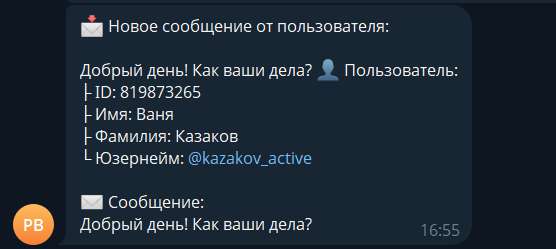 📩 Новое сообщение от пользователя:
Добрый день! Как ваши дела? 👤 Пользователь:
├ ID: 819873265
├ Имя: Ваня
├ Фамилия: Казаков
└ Юзернейм: @kazakov_active
✉️ Сообщение:
Добрый день! Как ваши дела?
PB
16:55